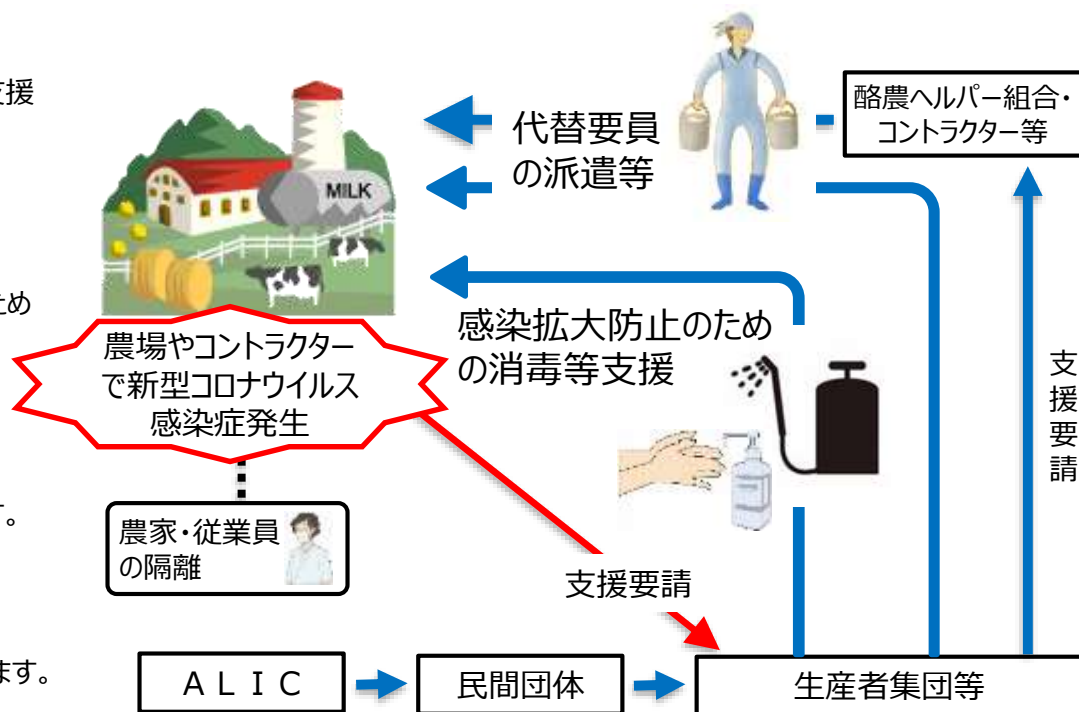 支援
ため
す。
ます。
代替要員
の派遣等
酪農ヘルパー組合・
コントラクター等
MILK
感染拡大防止のため
の消毒等支援
農場やコントラクター
で新型コロナウイルス
感染症発生
支援要請
農家・従業員
の隔離
支援要請
ＡＬＩＣ
民間団体
生産者集団等